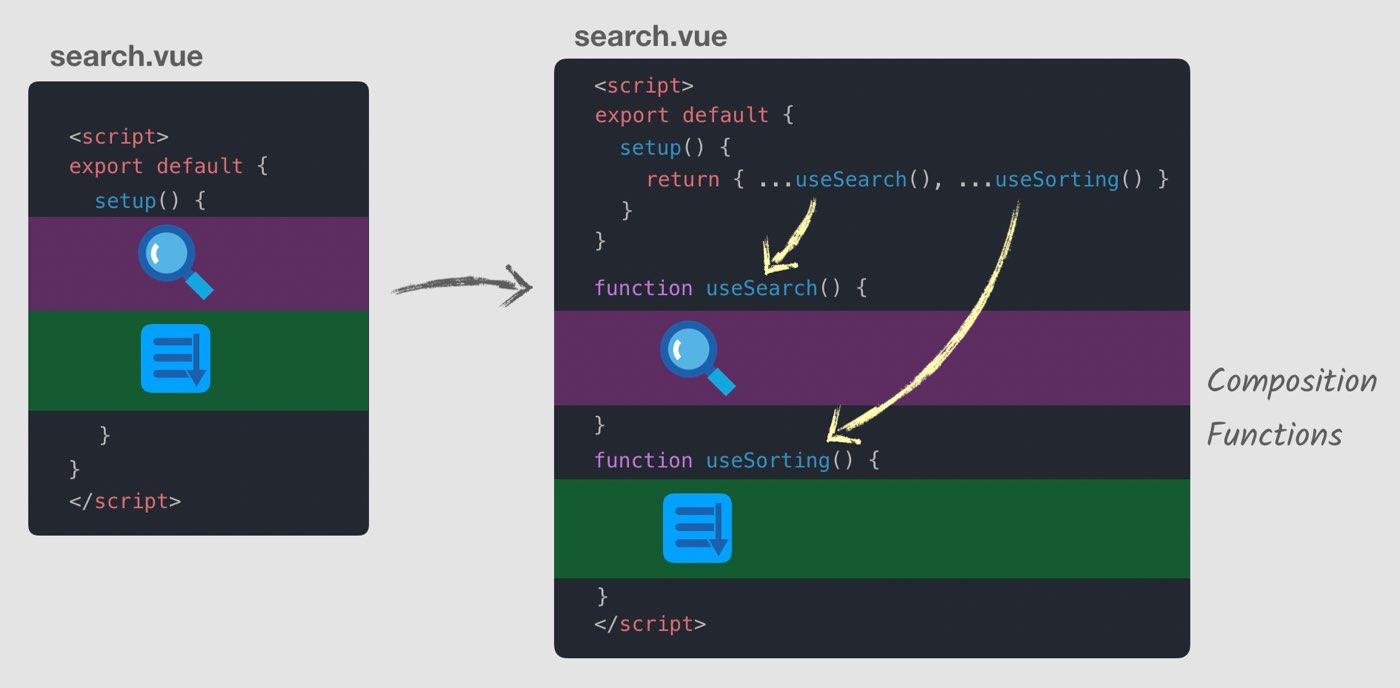 search.vue
<script>
export default {
setup() {
}
}
</script>
search.vue
<script>
export default {
setup() {
return { ...useSearch(), ...useSorting() }
}
}
function useSearch() {
}
function useSorting() {
}
</script>
Composition
Functions